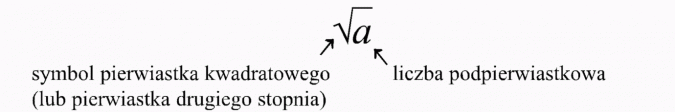 √a
symbol pierwiastka kwadratowego liczba podpierwiastkowa
(lub pierwiastka drugiego stopnia)